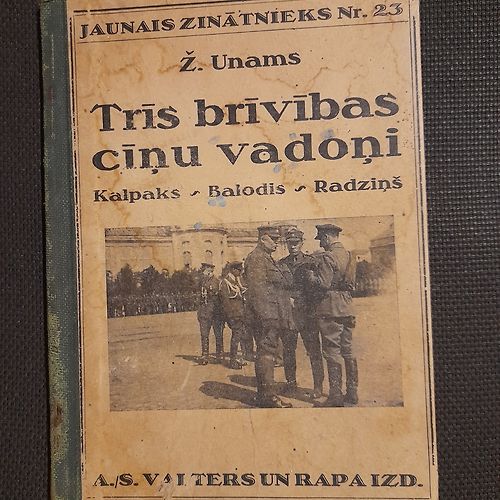 JAUNAIS ZINĀTNIEKS Nr. 23
Ž. Unams
Trīs brīvības
cīņu vadoņi
Kalpaks ~ Balodis ~ Radziņš
A./S. VALTERS UN RAPA IZD.